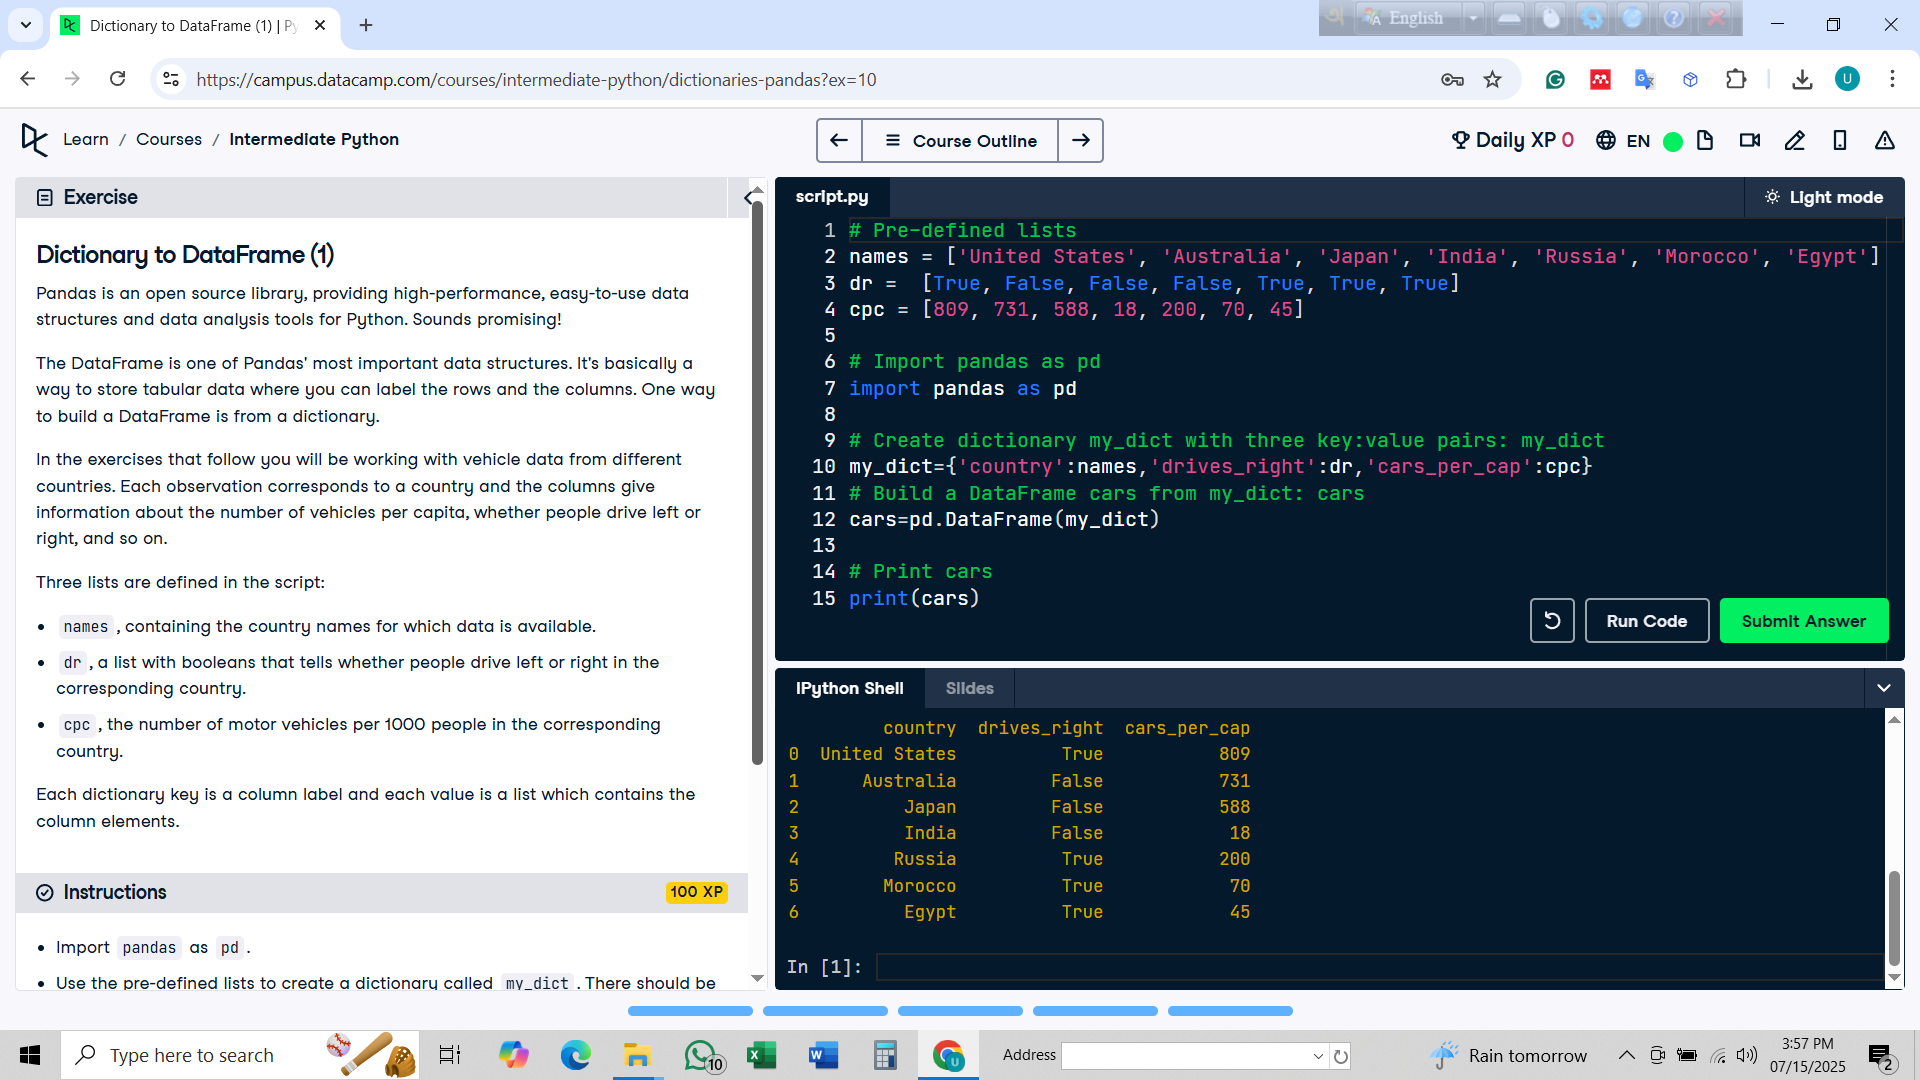 Dictionary to DataFrame (1) | Py
English
https://campus.datacamp.com/courses/intermediate-python/dictionaries-pandas?ex=10
U
Learn / Courses / Intermediate Python
Course Outline
Daily XP 0
EN
Exercise
Dictionary to DataFrame (1)
Pandas is an open source library, providing high-performance, easy-to-use data
structures and data analysis tools for Python. Sounds promising!
The DataFrame is one of Pandas' most important data structures. It's basically a
way to store tabular data where you can label the rows and the columns. One way
to build a DataFrame is from a dictionary.
In the exercises that follow you will be working with vehicle data from different
countries. Each observation corresponds to a country and the columns give
information about the number of vehicles per capita, whether people drive left or
right, and so on.
Three lists are defined in the script:
• names , containing the country names for which data is available.
• dr , a list with booleans that tells whether people drive left or right in the
corresponding country.
• cpc , the number of motor vehicles per 1000 people in the corresponding
country.
Each dictionary key is a column label and each value is a list which contains the
column elements.
Instructions
100 XP
• Import pandas as pd .
• Use the pre-defined lists to create a dictionary called my_dict . There should be
script.py
Light mode
1 # Pre-defined lists
2 names = ['United States', 'Australia', 'Japan', 'India', 'Russia', 'Morocco', 'Egypt']
3 dr =  [True, False, False, False, True, True, True]
4 cpc = [809, 731, 588, 18, 200, 70, 45]
5
6 # Import pandas as pd
7 import pandas as pd
8
9 # Create dictionary my_dict with three key:value pairs: my_dict
10 my_dict={'country':names,'drives_right':dr,'cars_per_cap':cpc}
11 # Build a DataFrame cars from my_dict: cars
12 cars=pd.DataFrame(my_dict)
13
14 # Print cars
15 print(cars)
Run Code
Submit Answer
IPython Shell
Slides
country drives_right cars_per_cap
0 United States True 809
1 Australia False 731
2 Japan False 588
3 India False 18
4 Russia True 200
5 Morocco True 70
6 Egypt True 45
In [1]:
Type here to search
10
Address
Rain tomorrow
3:57 PM
07/15/2025
2